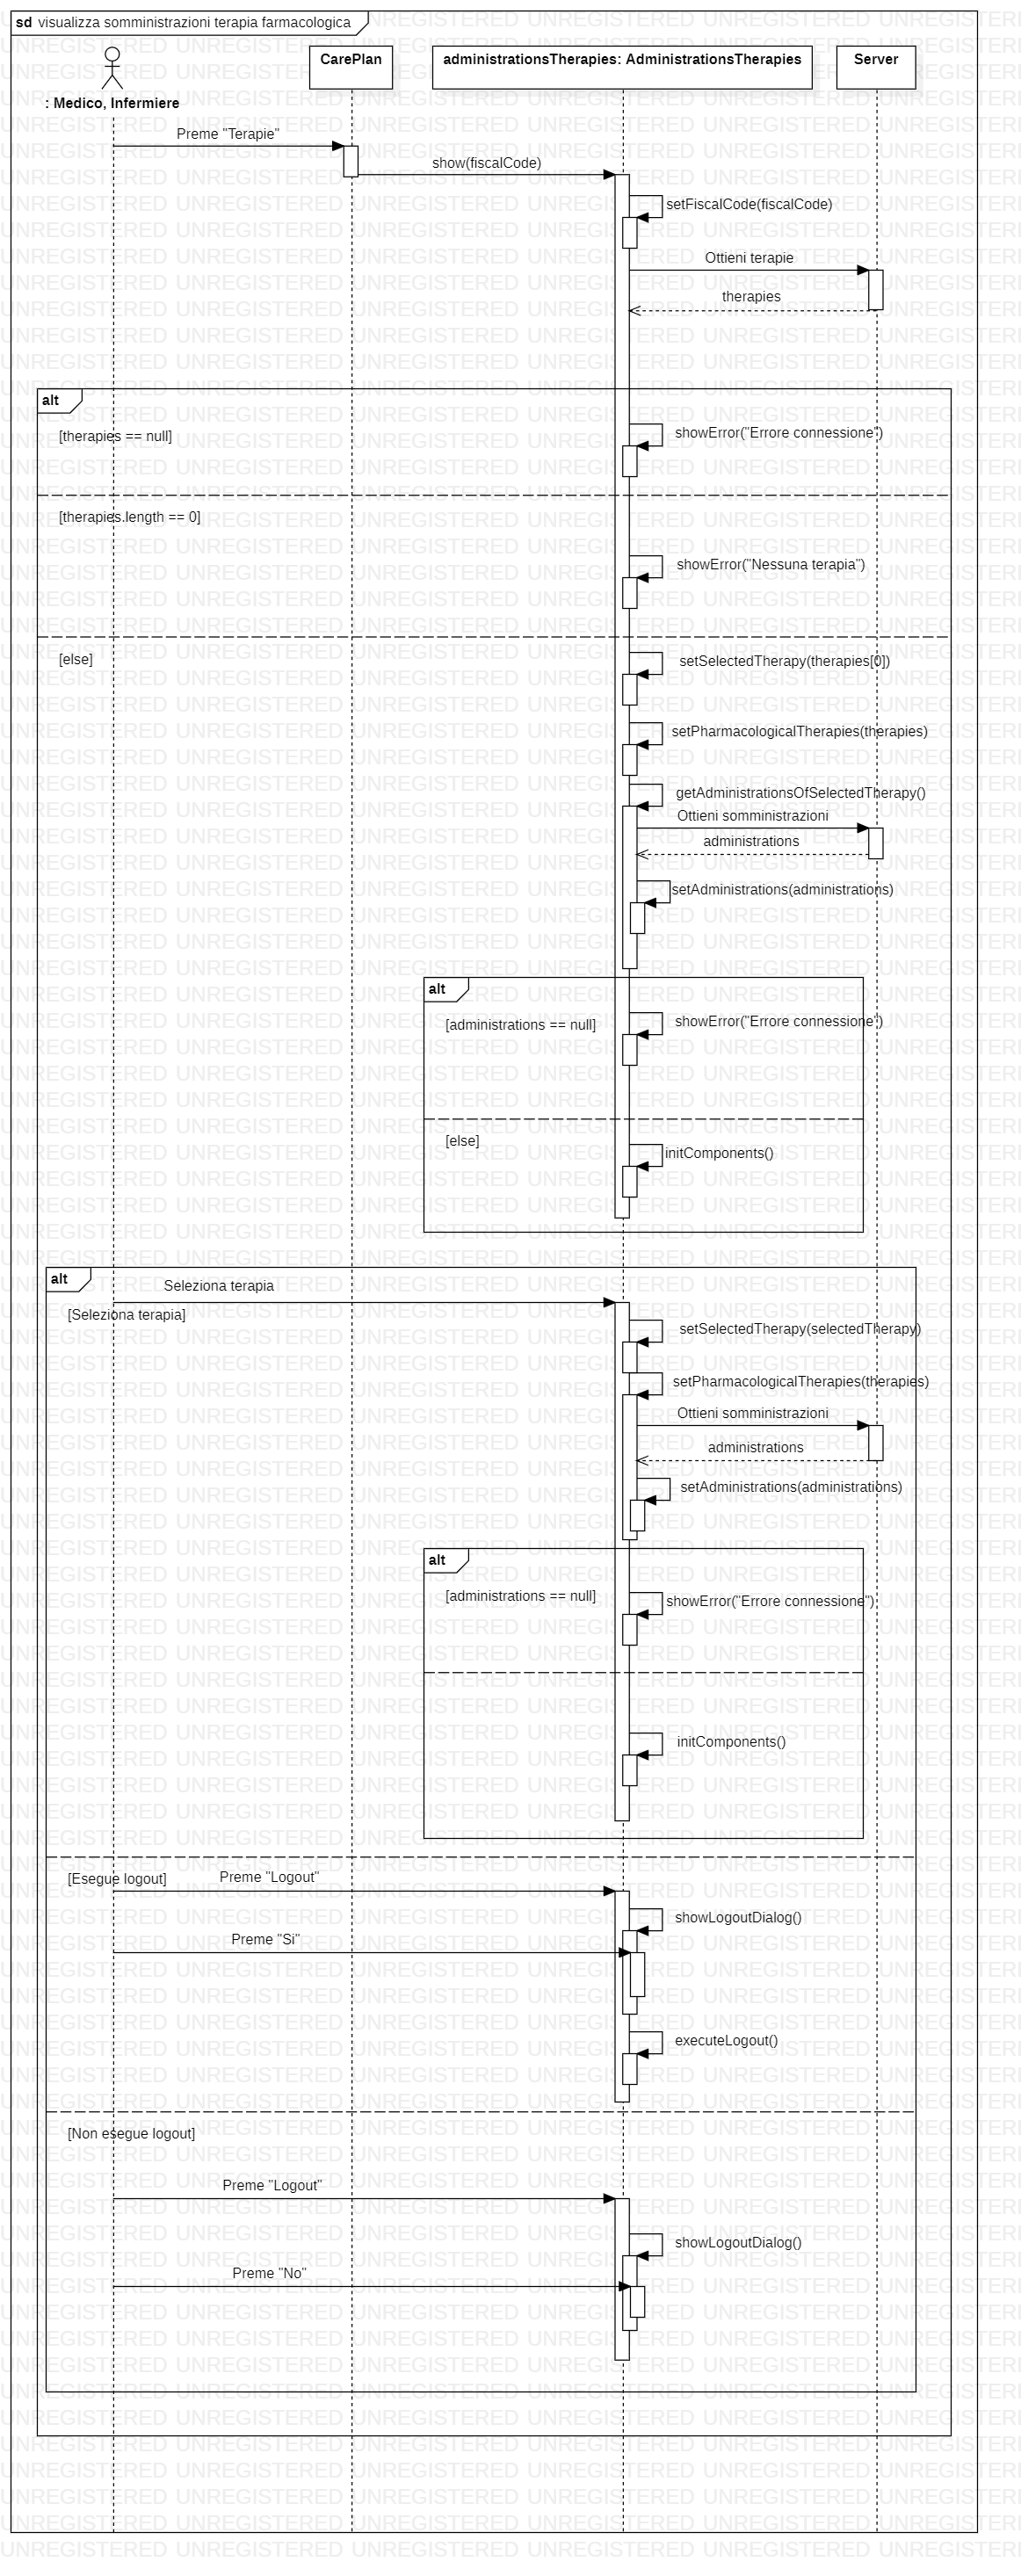 sd visualizza somministrazioni terapia farmacologica
CarePlan
administrationsTherapies: AdministrationsTherapies
Server
: Medico, Infermiere
Preme "Terapie"
show(fiscalCode)
setFiscalCode(fiscalCode)
Ottieni terapie
therapies
alt
[therapies == null]
showError("Errore connessione")
[therapies.length == 0]
showError("Nessuna terapia")
[else]
setSelectedTherapy(therapies[0])
setPharmacologicalTherapies(therapies)
getAdministrationsOfSelectedTherapy()
Ottieni somministrazioni
administrations
setAdministrations(administrations)
alt
[administrations == null]
showError("Errore connessione")
[else]
initComponents()
alt
Seleziona terapia
[Seleziona terapia]
setSelectedTherapy(selectedTherapy)
setPharmacologicalTherapies(therapies)
Ottieni somministrazioni
administrations
setAdministrations(administrations)
alt
[administrations == null]
showError("Errore connessione")
initComponents()
[Esegue logout]
Preme "Logout"
showLogoutDialog()
Preme "Si"
executeLogout()
[Non esegue logout]
Preme "Logout"
showLogoutDialog()
Preme "No"
UNREGISTERED